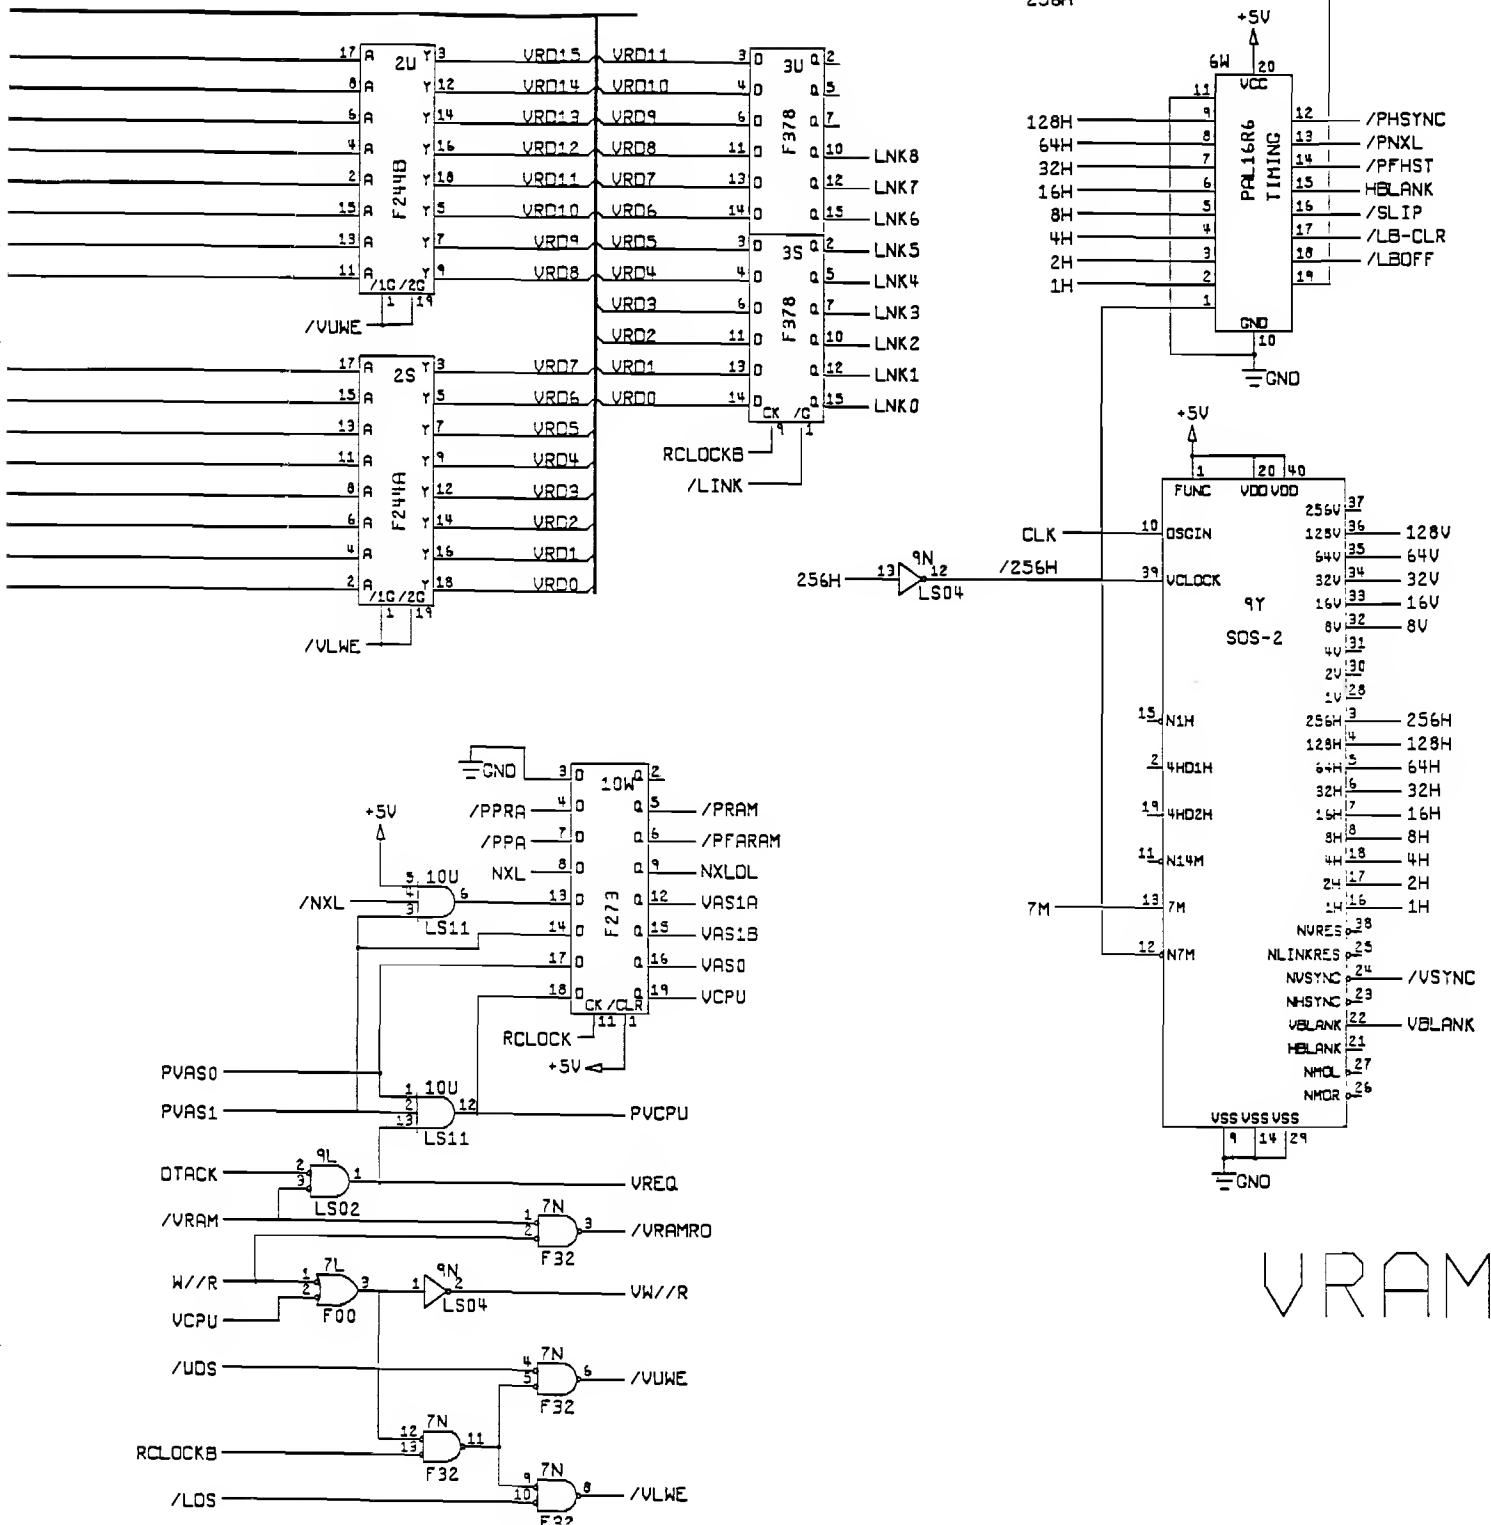 256H
+5V
17 A 2U Y 3 VRD15 VRD11 3 D 3U Q 2
8 A Y 12 VRD14 VRD10 4 D Q 5
6 A Y 14 VRD13 VRD9 6 D Q 7
4 A Y 16 VRD12 VRD8 11 D Q 10 LNK8
2 A Y 18 VRD11 VRD7 13 D Q 12 LNK7
15 A Y 5 VRD10 VRD6 14 D Q 15 LNK6
F244B
F378
13 A Y 7 VRD9 VRD5 3 D 3S Q 2 LNK5
11 A Y 9 VRD8 VRD4 4 D Q 5 LNK4
/1G /2G
1 19
VRD3 6 D Q 7 LNK3
/VUWE
VRD2 11 D Q 10 LNK2
F378
17 A 2S Y 3 VRD7 VRD1 13 D Q 12 LNK1
15 A Y 5 VRD6 VRD0 14 D Q 15 LNK0
CK /G
9 1
13 A Y 7 VRD5
11 A Y 9 VRD4
8 A Y 12 VRD3
6 A Y 14 VRD2
4 A Y 16 VRD1
2 A Y 18 VRD0
F244A
/1G /2G
1 19
/VLWE
RCLOCKB
/LINK
6W 20
VCC
11
128H 9 12 /PHSYNC
64H 8 13 /PNXL
32H 7 14 /PFHST
16H 6 15 HBLANK
8H 5 16 /SLIP
4H 4 17 /LB-CLR
2H 3 18 /LBOFF
1H 2 19
1
PAL16R6
TIMING
GND
10
GND
+5V
1 20 40
FUNC VDD VDD
256V 37
CLK 10 OSCIN 128V 36 128V
64V 35 64V
256H 13 9N 12 /256H 39 VCLOCK 32V 34 32V
LS04
16V 33 16V
9Y
8V 32 8V
SOS-2
4V 31
2V 30
1V 28
15 N1H 256H 3 256H
128H 4 128H
2 4HD1H 64H 5 64H
32H 6 32H
19 4HD2H 16H 7 16H
8H 8 8H
11 N14M 4H 18 4H
2H 17 2H
7M 13 7M 1H 16 1H
NVRES 38
12 N7M NLINKRES 25
NVSYNC 24 /VSYNC
NHSYNC 23
VBLANK 22 VBLANK
HBLANK 21
NMOL 27
NMOR 26
VSS VSS VSS
9 14 29
GND
GND 3 D 10W Q 2
/PPRA 4 D Q 5 /PRAM
/PPA 7 D Q 6 /PFARAM
NXL 8 D Q 9 NXLDL
13 D Q 12 VAS1A
14 D Q 15 VAS1B
17 D Q 16 VAS0
18 D Q 19 VCPU
F273
CK /CLR
11 1
RCLOCK
+5V
+5V
5 10U
/NXL 4 6
3
LS11
PVAS0
1 10U
PVAS1 2 12 PVCPU
13
LS11
9L
DTACK 2 1 VREQ
3
LS02
7N
/VRAM 1 3 /VRAMRD
2
F32
7L
W//R 1 3 1 9N 2 VW//R
VCPU 2
F00
LS04
7N
/UDS 4 6 /VUWE
5
F32
7N
12 11
RCLOCKB 13
F32
7N
9 8 /VLWE
/LDS 10
F32
VRAM